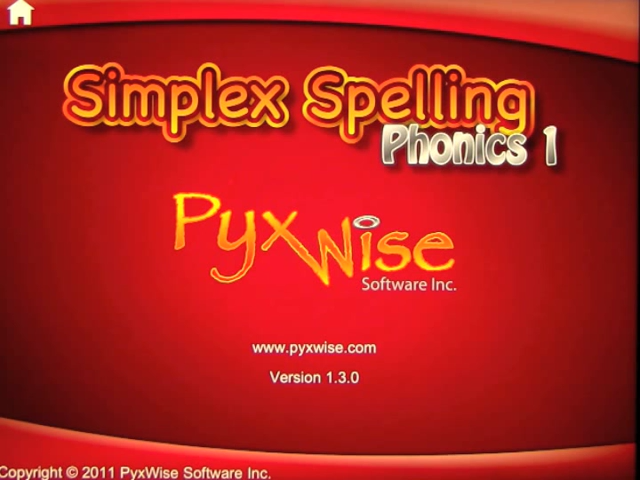 Simplex Spelling
Phonics 1
PyxWise
Software Inc.
www.pyxwise.com
Version 1.3.0
Copyright © 2011 PyxWise Software Inc.